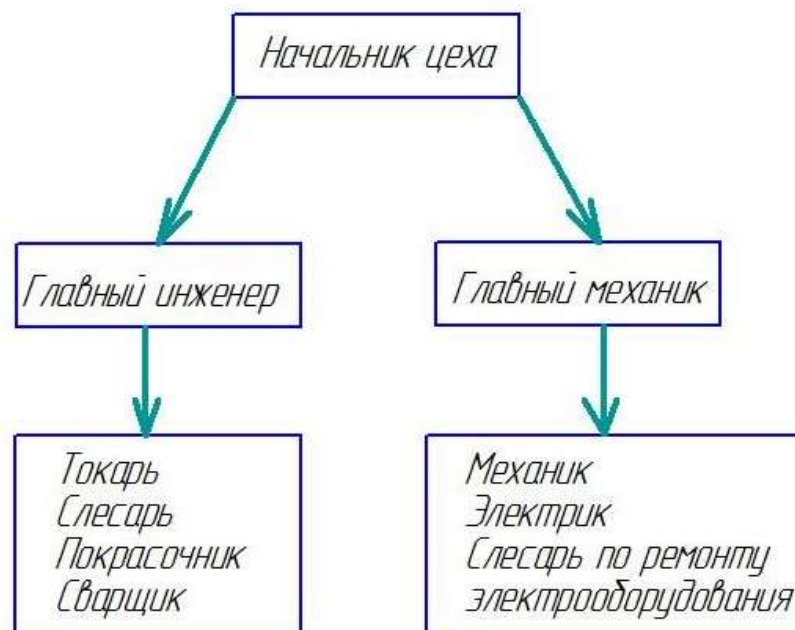 Начальник цеха
Главный инженер
Главный механик
Токарь
Слесарь
Покрасочник
Сварщик
Механик
Электрик
Слесарь по ремонту
электрооборудования